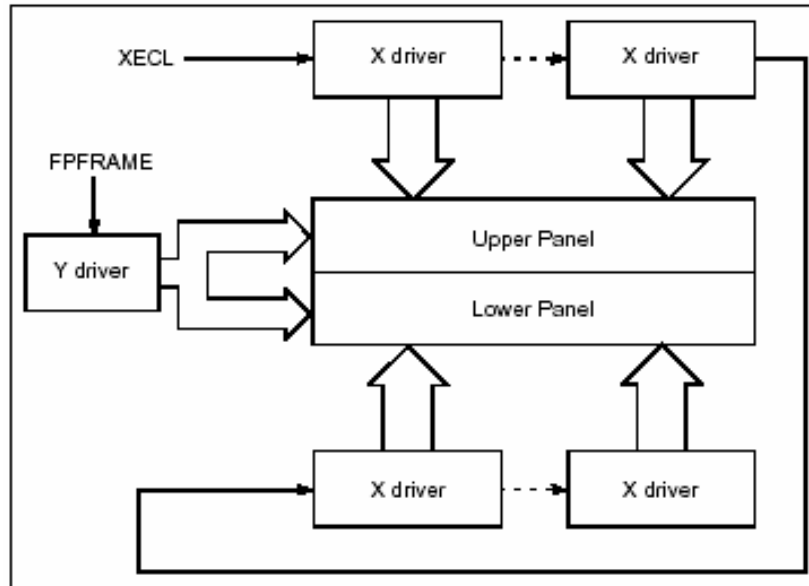 XECL
X driver
X driver
FPFRAME
Y driver
Upper Panel
Lower Panel
X driver
X driver